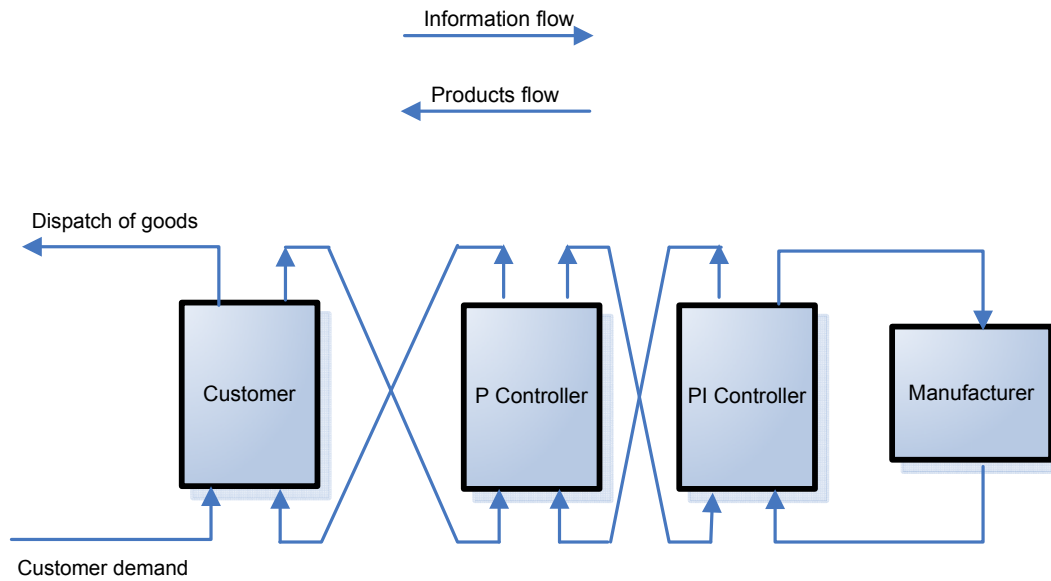 Information flow
Products flow
Dispatch of goods
Customer
P Controller
PI Controller
Manufacturer
Customer demand